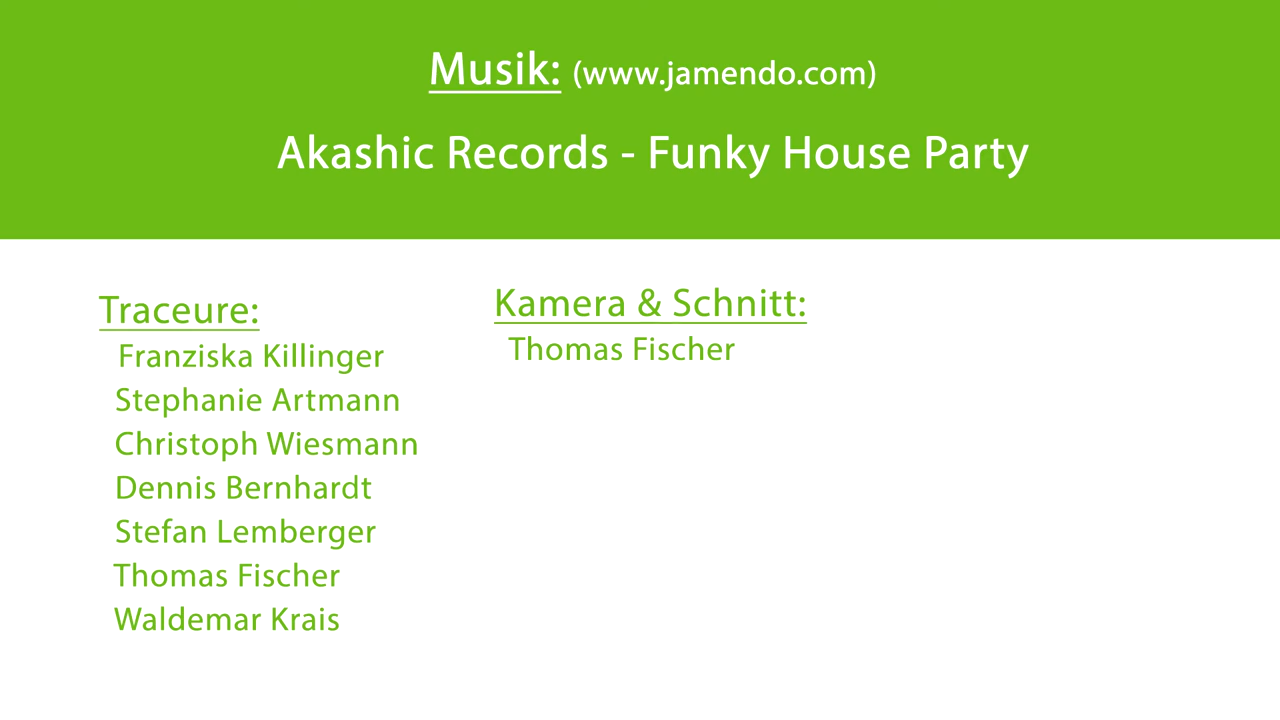 Musik: (www.jamendo.com)
Akashic Records - Funky House Party
Traceure:
Franziska Killinger
Stephanie Artmann
Christoph Wiesmann
Dennis Bernhardt
Stefan Lemberger
Thomas Fischer
Waldemar Krais
Kamera & Schnitt:
Thomas Fischer